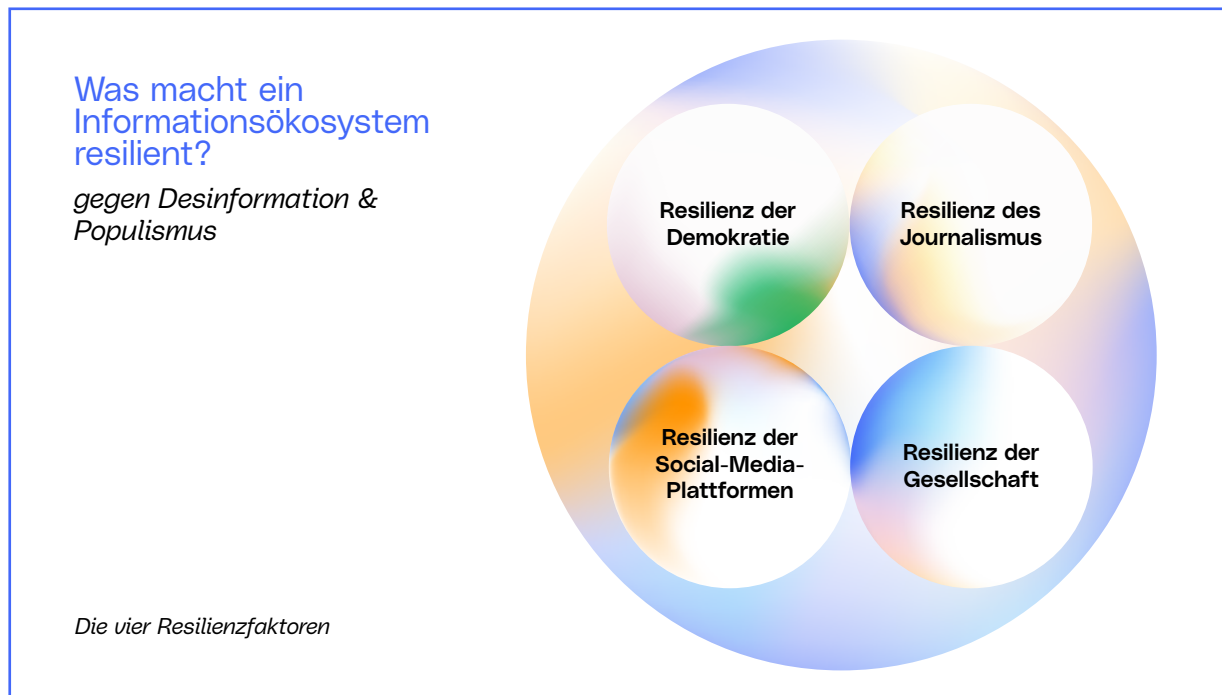 Was macht ein
Informationsökosystem
resilient?
gegen Desinformation &
Populismus
Resilienz der
Demokratie
Resilienz des
Journalismus
Resilienz der
Social-Media-
Plattformen
Resilienz der
Gesellschaft
Die vier Resilienzfaktoren